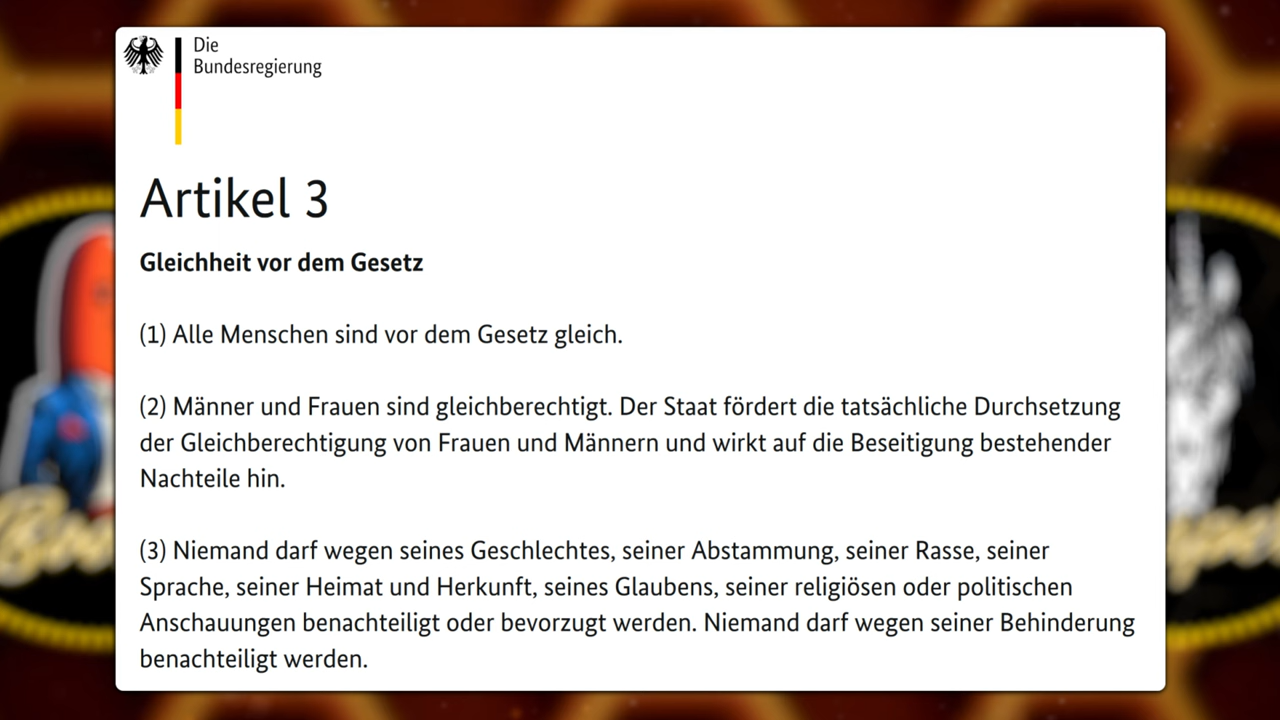 Die
Bundesregierung
Artikel 3
Gleichheit vor dem Gesetz
(1) Alle Menschen sind vor dem Gesetz gleich.
(2) Männer und Frauen sind gleichberechtigt. Der Staat fördert die tatsächliche Durchsetzung
der Gleichberechtigung von Frauen und Männern und wirkt auf die Beseitigung bestehender
Nachteile hin.
(3) Niemand darf wegen seines Geschlechtes, seiner Abstammung, seiner Rasse, seiner
Sprache, seiner Heimat und Herkunft, seines Glaubens, seiner religiösen oder politischen
Anschauungen benachteiligt oder bevorzugt werden. Niemand darf wegen seiner Behinderung
benachteiligt werden.